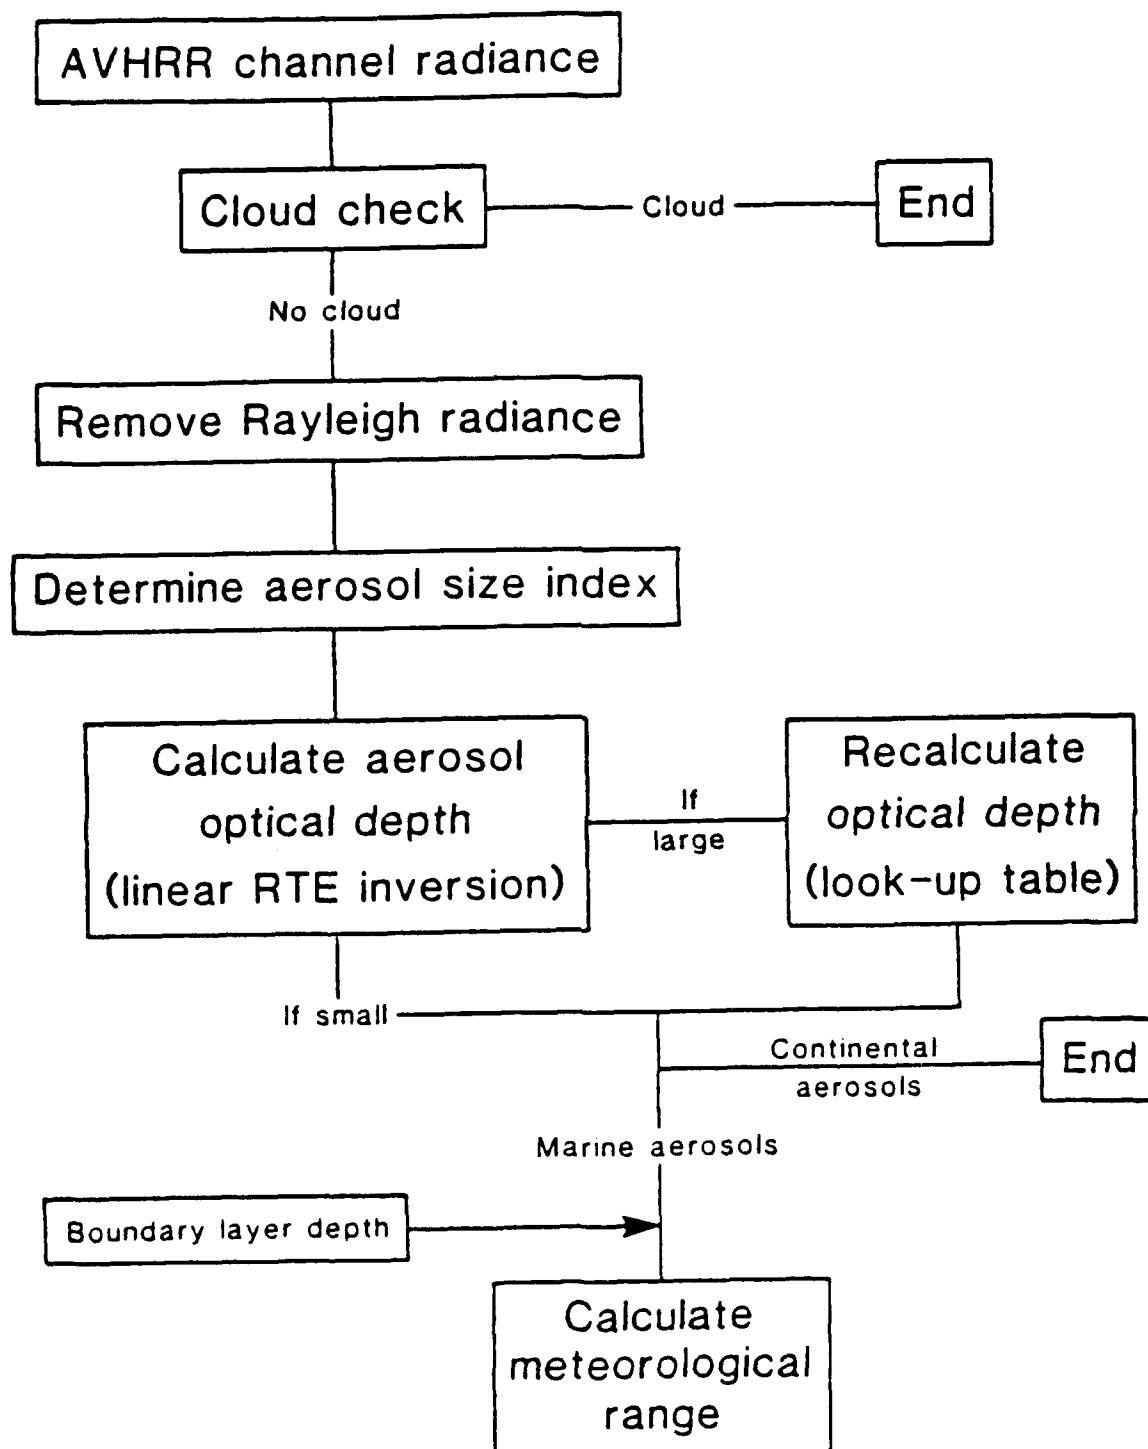 AVHRR channel radiance
Cloud check
Cloud
End
No cloud
Remove Rayleigh radiance
Determine aerosol size index
Calculate aerosol
optical depth
(linear RTE inversion)
If
large
Recalculate
optical depth
(look-up table)
If small
Continental
aerosols
End
Marine aerosols
Boundary layer depth
Calculate
meteorological
range